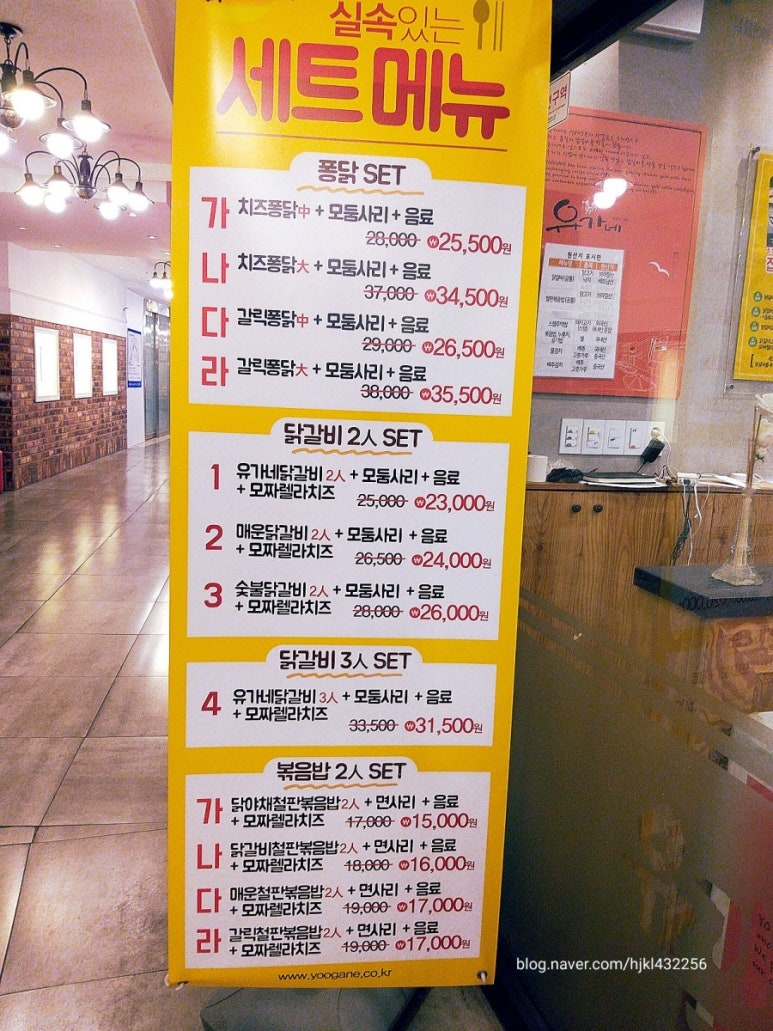 실속있는
세트메뉴
퐁닭 SET
가 치즈퐁닭中 + 모둠사리 + 음료
28,000 ₩25,500원
나 치즈퐁닭大 + 모둠사리 + 음료
37,000 ₩34,500원
다 갈릭퐁닭中 + 모둠사리 + 음료
29,000 ₩26,500원
라 갈릭퐁닭大 + 모둠사리 + 음료
38,000 ₩35,500원
닭갈비 2人 SET
1 유가네닭갈비 2人 + 모둠사리 + 음료
+ 모짜렐라치즈 25,000 ₩23,000원
2 매운닭갈비 2人 + 모둠사리 + 음료
+ 모짜렐라치즈 26,500 ₩24,000원
3 숯불닭갈비 2人 + 모둠사리 + 음료
+ 모짜렐라치즈 28,000 ₩26,000원
닭갈비 3人 SET
4 유가네닭갈비 3人 + 모둠사리 + 음료
+ 모짜렐라치즈 33,500 ₩31,500원
볶음밥 2人 SET
가 닭야채철판볶음밥2人 + 면사리 + 음료
+ 모짜렐라치즈 17,000 ₩15,000원
나 닭갈비철판볶음밥2人 + 면사리 + 음료
+ 모짜렐라치즈 18,000 ₩16,000원
다 매운철판볶음밥2人 + 면사리 + 음료
+ 모짜렐라치즈 19,000 ₩17,000원
라 갈릭철판볶음밥2人 + 면사리 + 음료
+ 모짜렐라치즈 19,000 ₩17,000원
www.yoogane.co.kr
유가네
원산지 표시판
blog.naver.com/hjkl432256